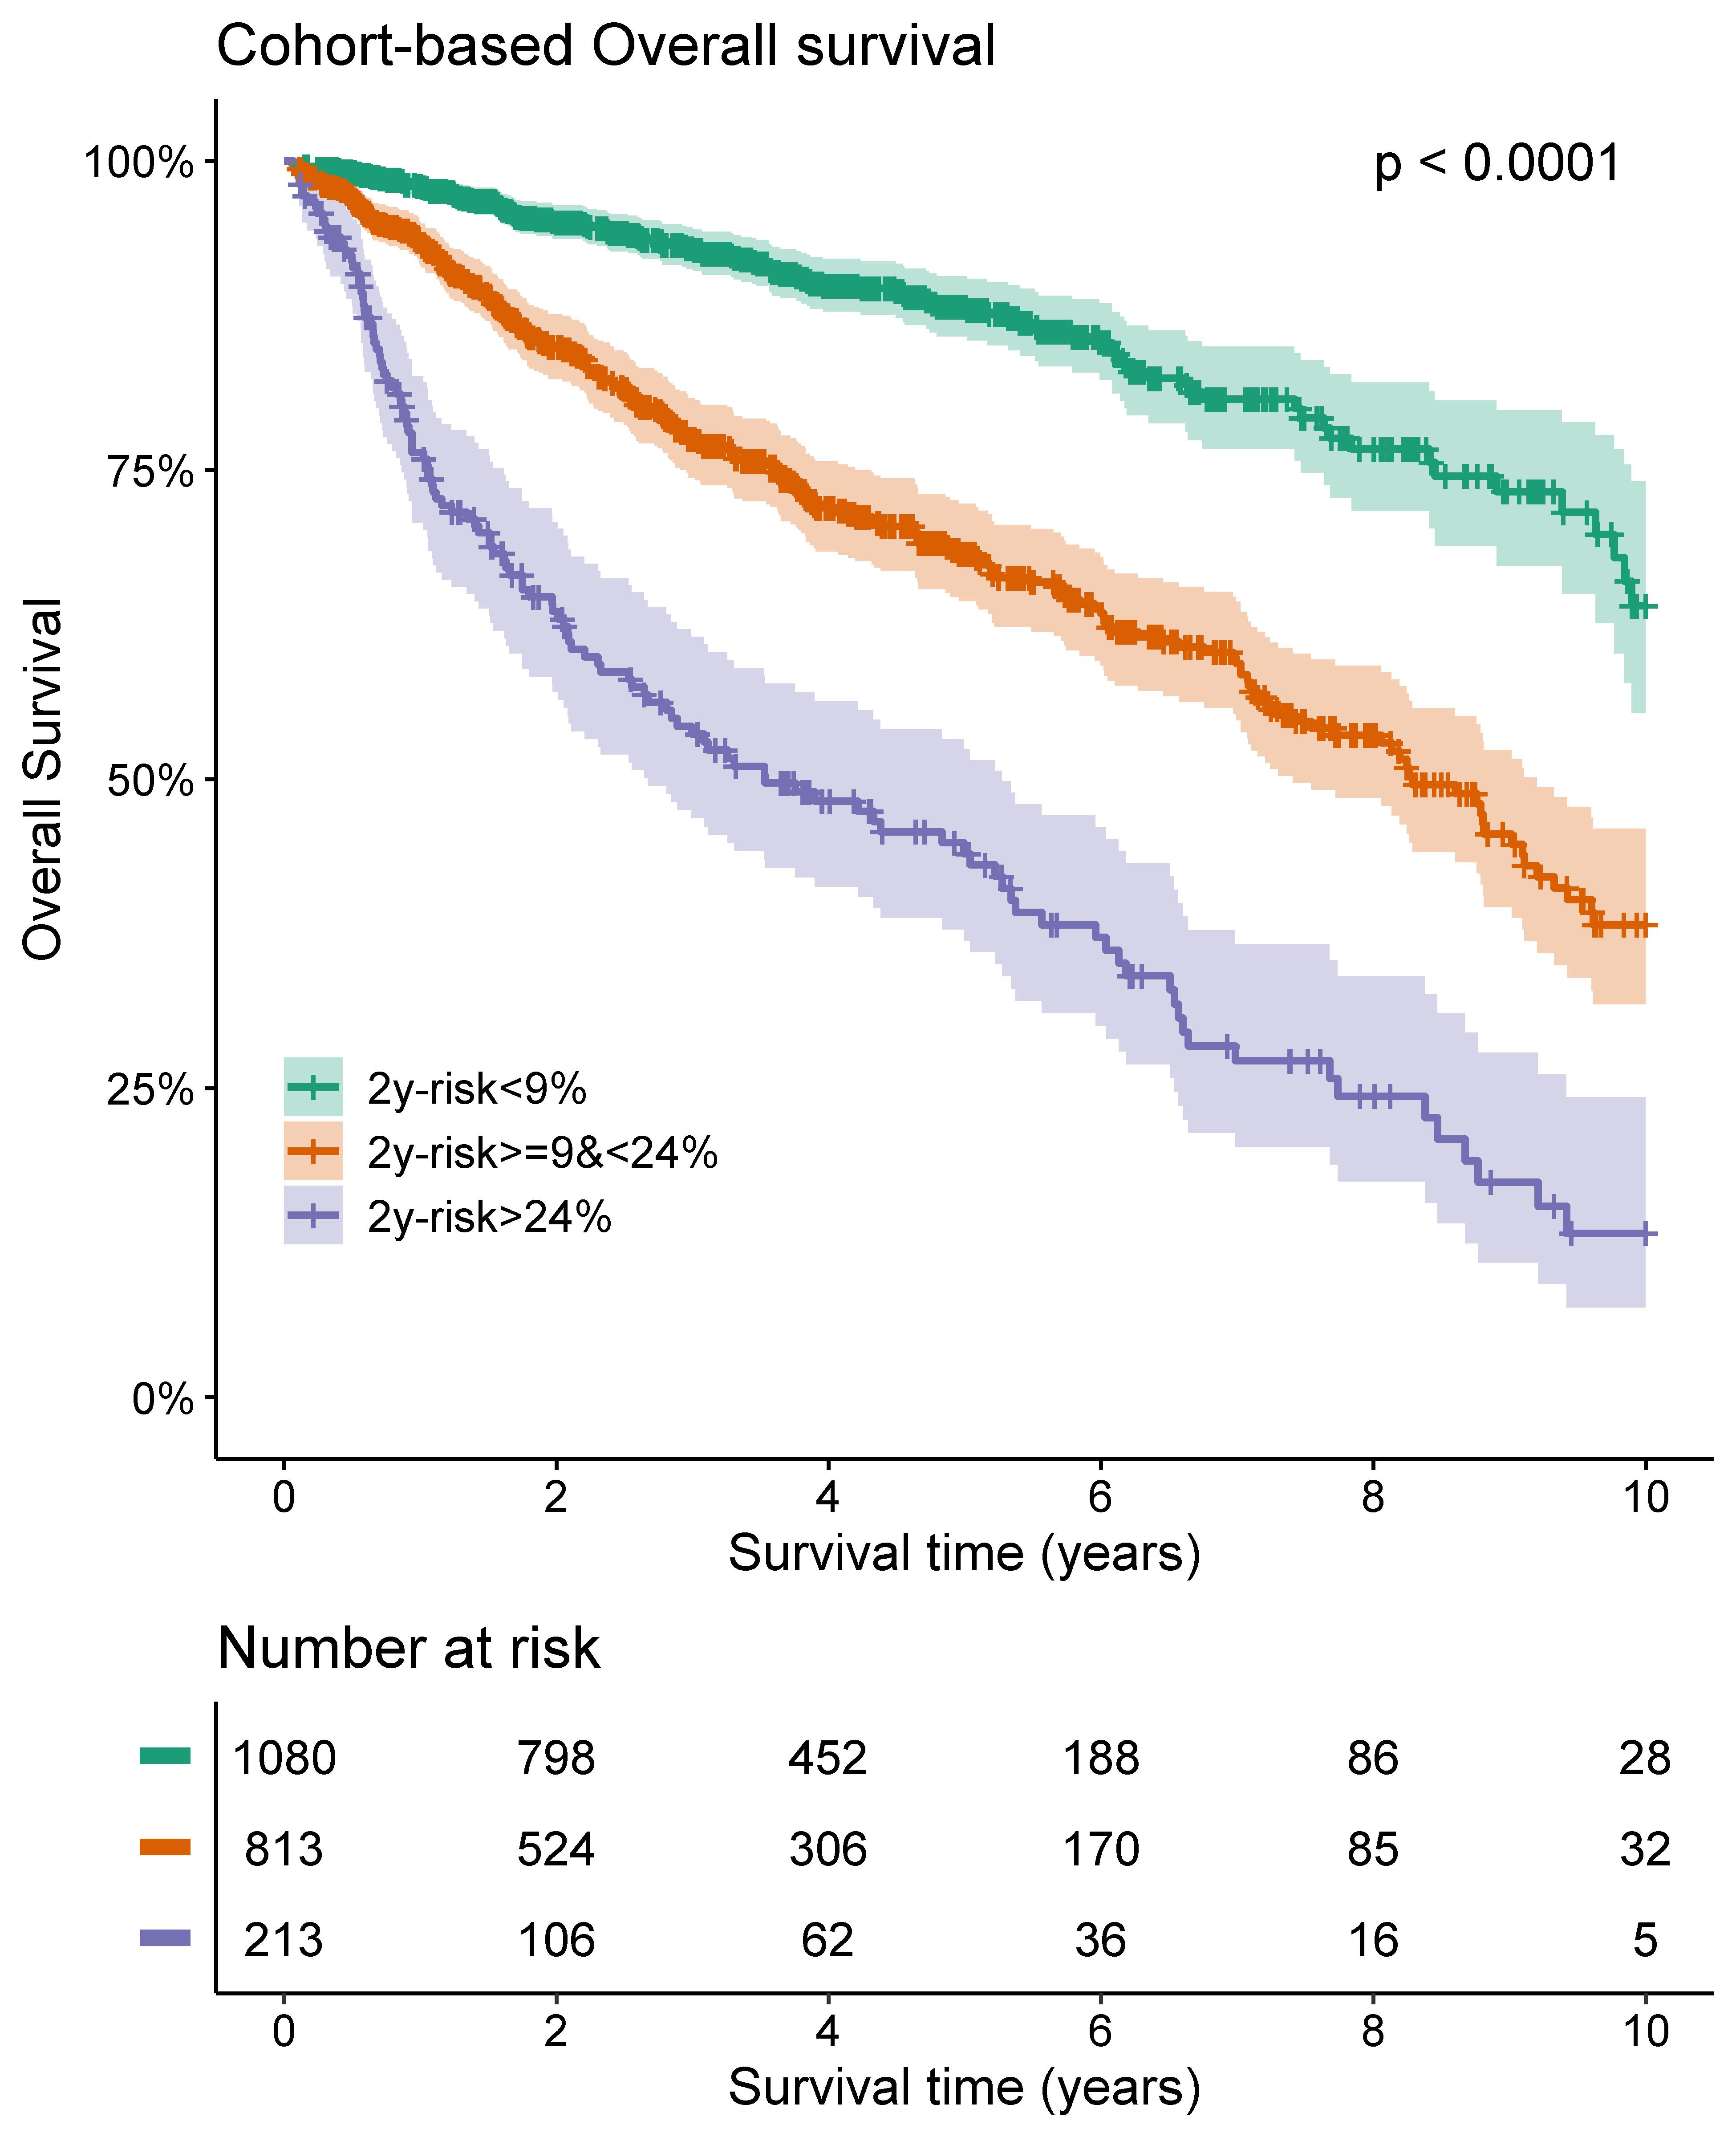 Cohort-based Overall survival
p < 0.0001
100%
75%
50%
25%
0%
Overall Survival
2y-risk<9%
2y-risk>=9&<24%
2y-risk>24%
0 2 4 6 8 10
Survival time (years)
Number at risk
1080 798 452 188 86 28
813 524 306 170 85 32
213 106 62 36 16 5
0 2 4 6 8 10
Survival time (years)